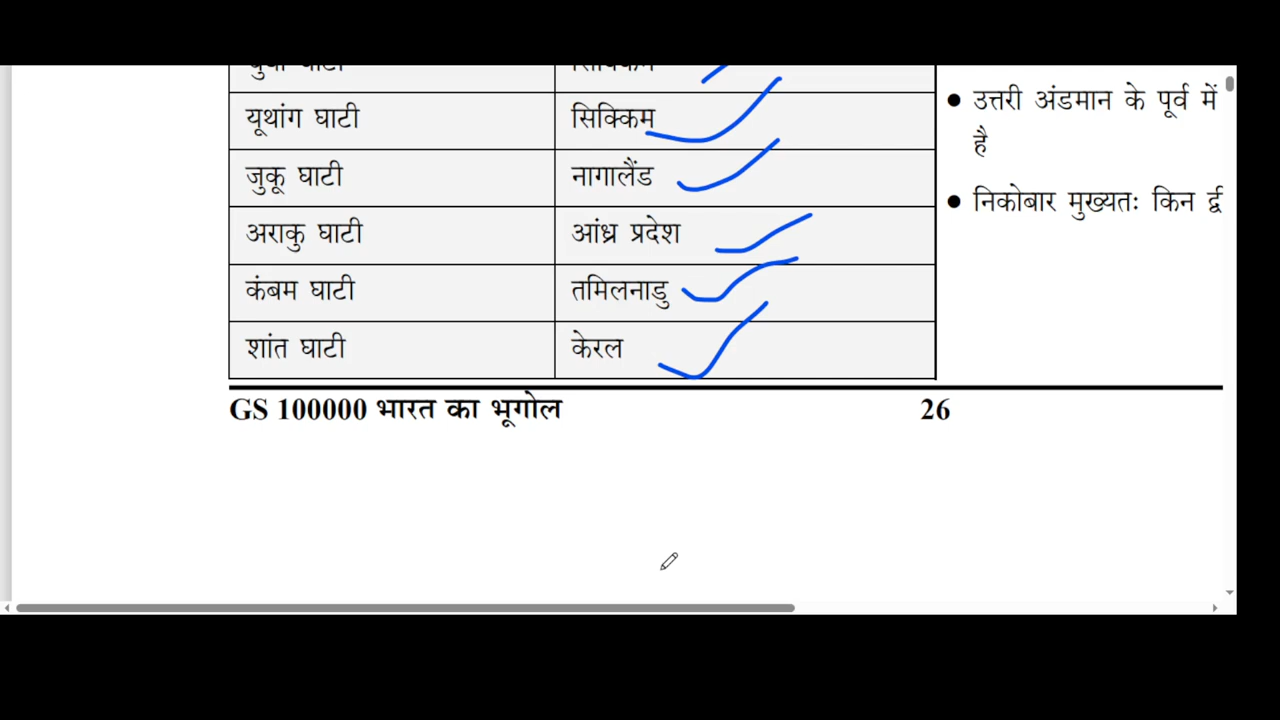 घाटी
सिक्किम
यूथांग घाटी
सिक्किम
जुकू घाटी
नागालैंड
अराकु घाटी
आंध्र प्रदेश
कंबम घाटी
तमिलनाडु
शांत घाटी
केरल
GS 100000 भारत का भूगोल
26
● उत्तरी अंडमान के पूर्व में
है
● निकोबार मुख्यतः किन